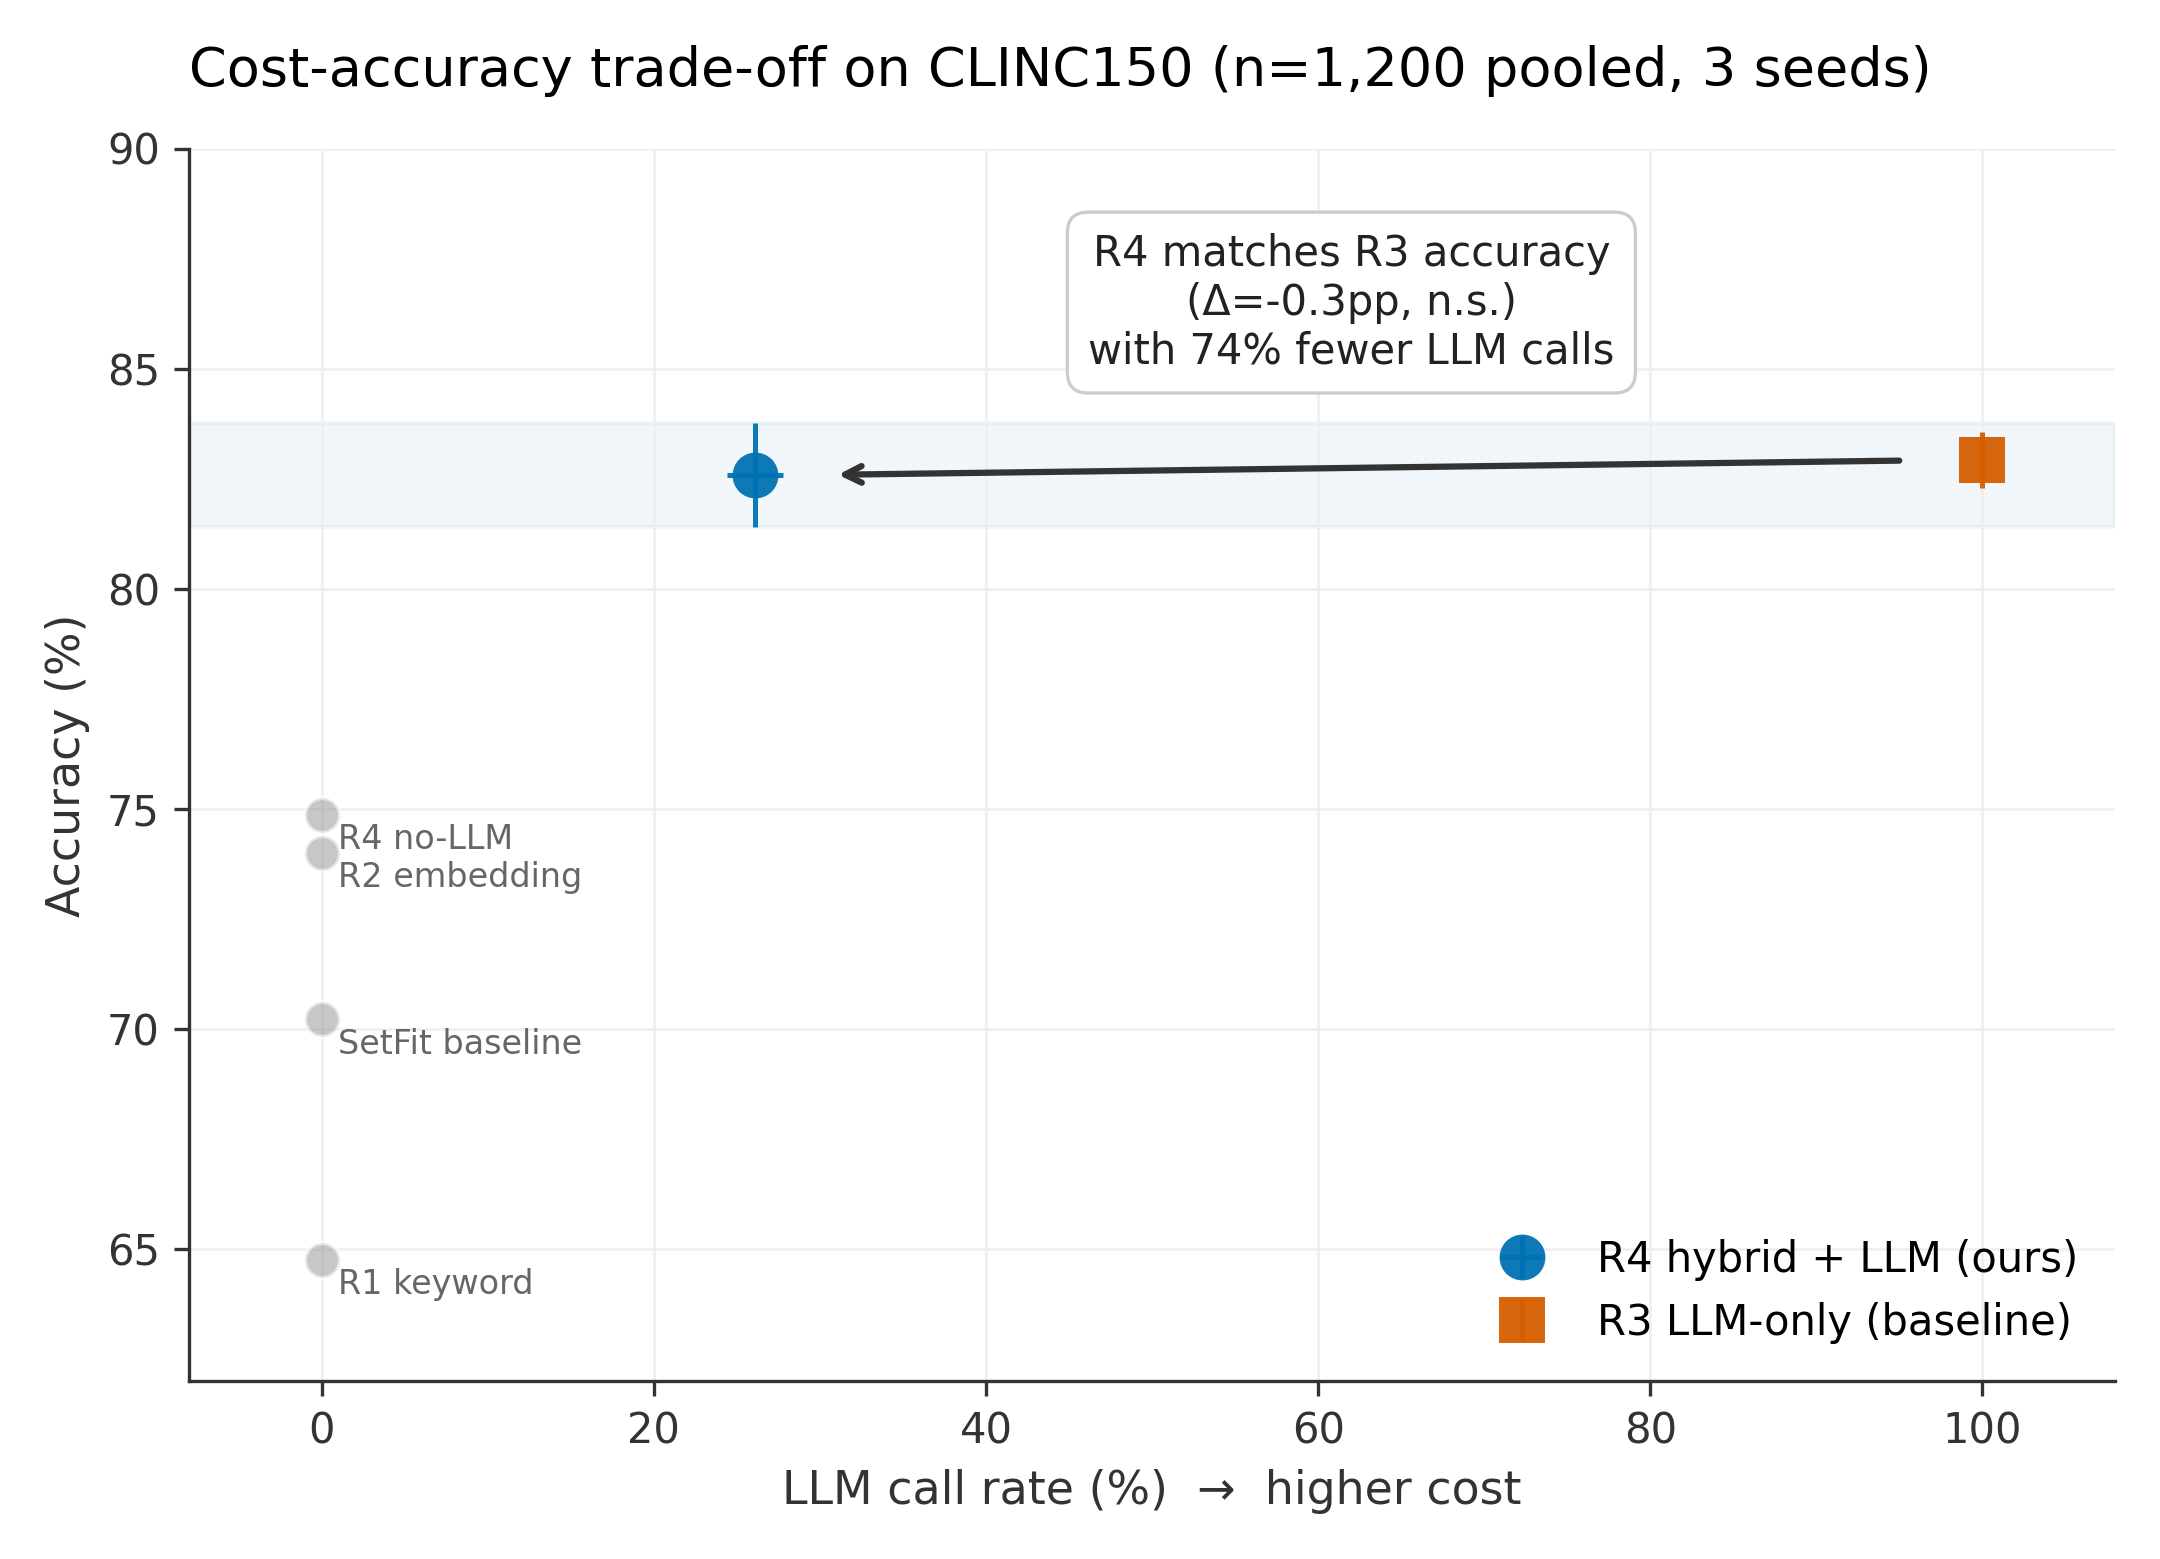 Cost-accuracy trade-off on CLINC150 (n=1,200 pooled, 3 seeds)
90
85
80
75
70
65
Accuracy (%)
R4 matches R3 accuracy
(Δ=-0.3pp, n.s.)
with 74% fewer LLM calls
R4 no-LLM
R2 embedding
SetFit baseline
R1 keyword
R4 hybrid + LLM (ours)
R3 LLM-only (baseline)
0 20 40 60 80 100
LLM call rate (%) → higher cost